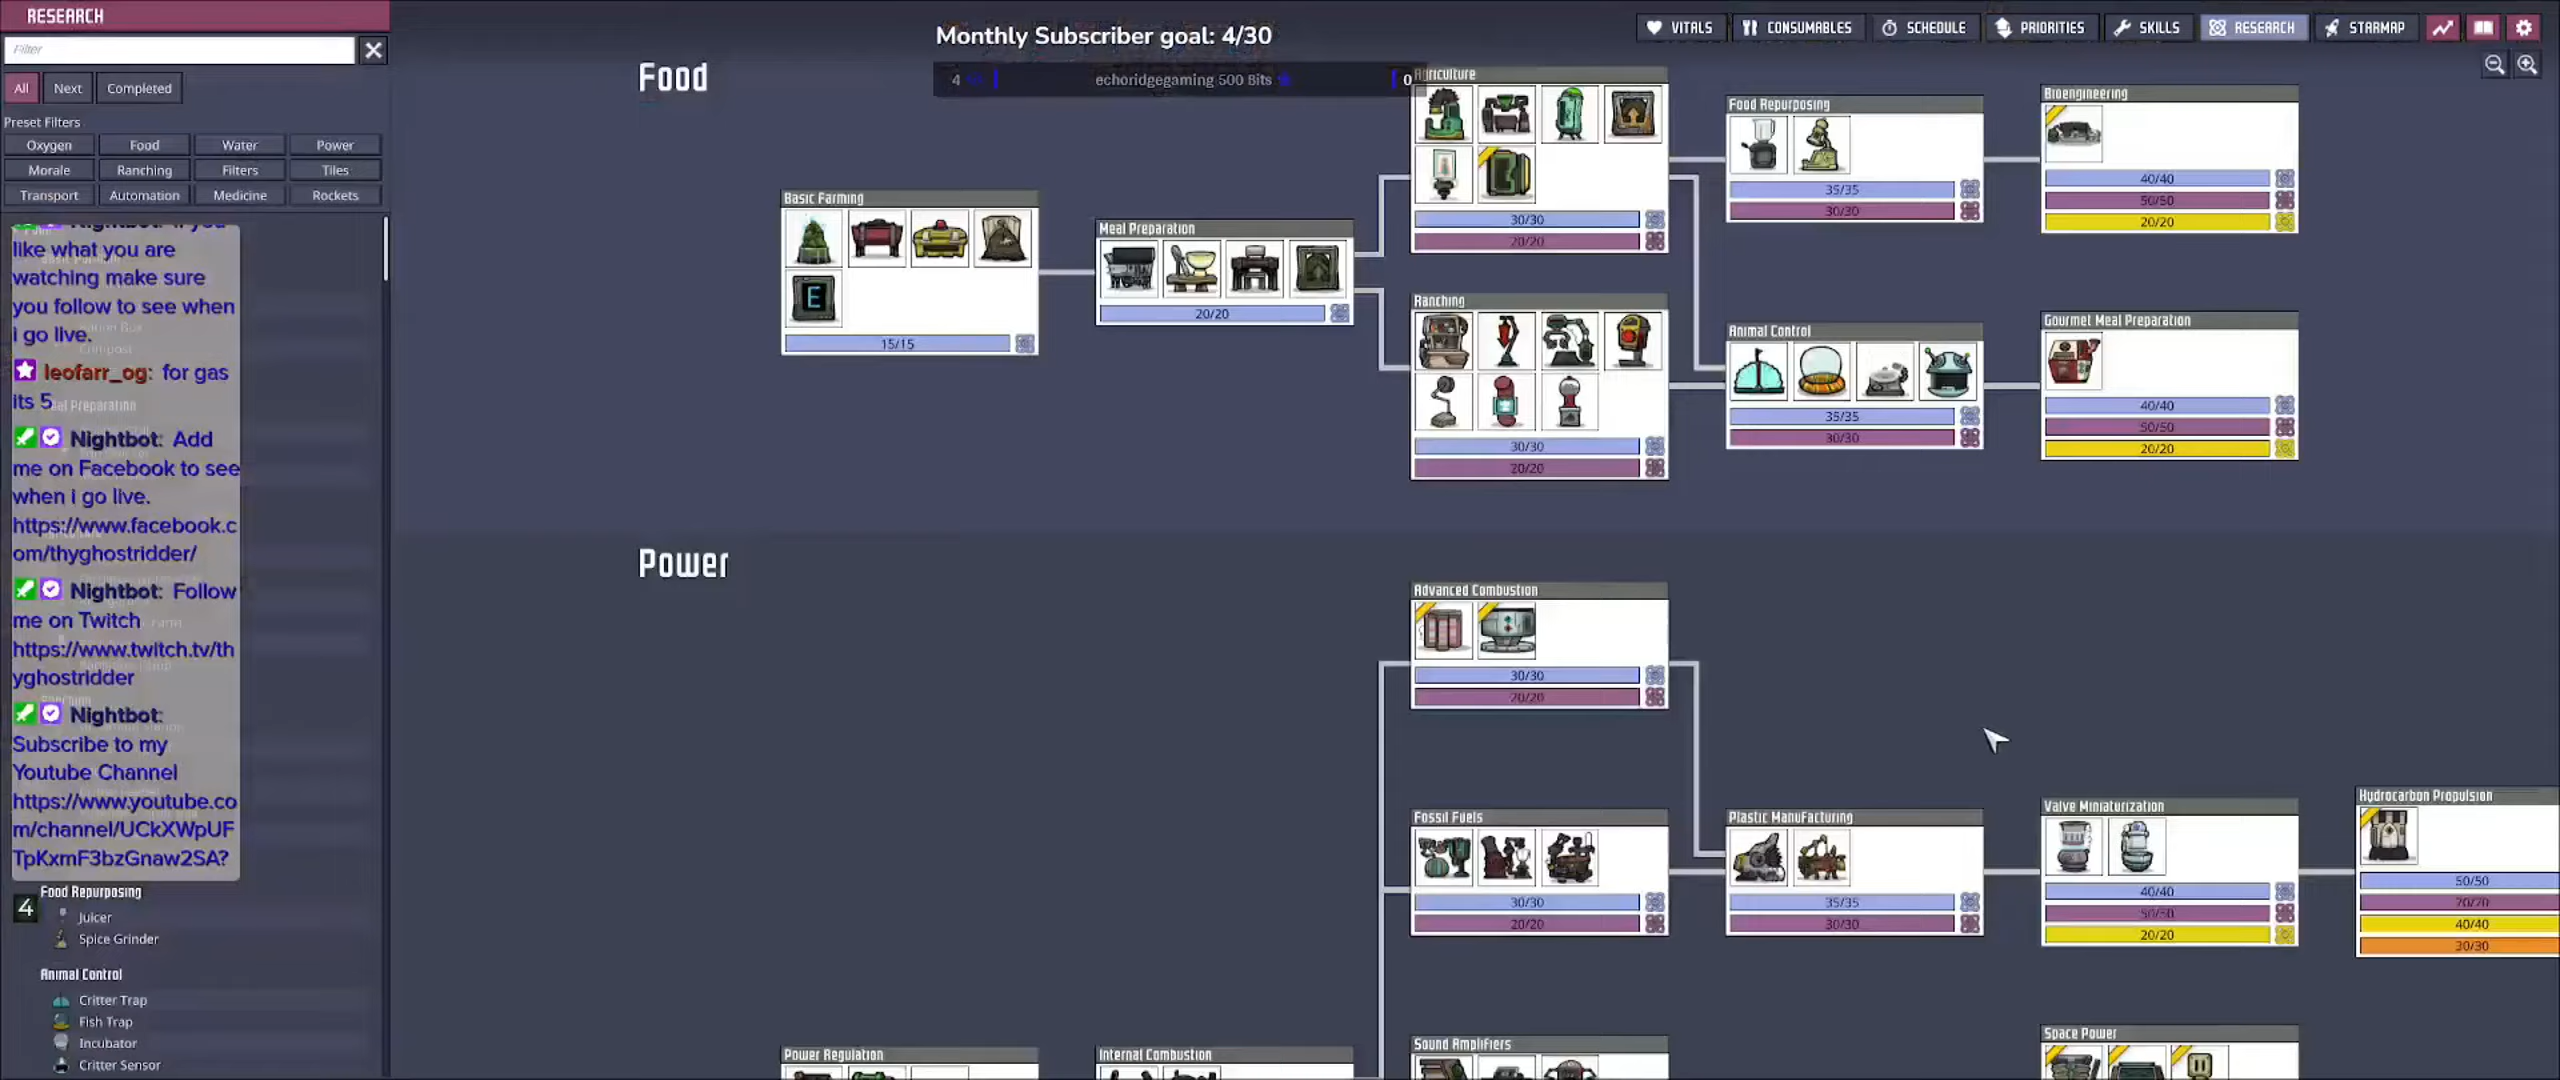 RESEARCH
Filter
All
Next
Completed
Preset Filters
Oxygen
Food
Water
Power
Morale
Ranching
Filters
Tiles
Transport
Automation
Medicine
Rockets
Nightbot: If you
like what you are
watching make sure
you follow to see when
i go live.
leofarr_og: for gas
its 5
Nightbot: Add
me on Facebook to see
when i go live.
https://www.facebook.c
om/thyghostridder/
Nightbot: Follow
me on Twitch
https://www.twitch.tv/th
yghostridder
Nightbot:
Subscribe to my
Youtube Channel
https://www.youtube.co
m/channel/UCkXWpUF
TpKxmF3bzGnaw2SA?
4
Food Repurposing
Juicer
Spice Grinder
Animal Control
Critter Trap
Fish Trap
Incubator
Critter Sensor
Monthly Subscriber goal: 4/30
4
echoridgegaming 500 Bits
0
VITALS
CONSUMABLES
SCHEDULE
PRIORITIES
SKILLS
RESEARCH
STARMAP
Food
Basic Farming
E
15/15
Meal Preparation
20/20
Agriculture
30/30
20/20
Ranching
30/30
20/20
Food Repurposing
35/35
30/30
Animal Control
35/35
30/30
Bioengineering
40/40
50/50
20/20
Gourmet Meal Preparation
40/40
50/50
20/20
Power
Advanced Combustion
30/30
20/20
Fossil Fuels
30/30
20/20
Plastic Manufacturing
35/35
30/30
Valve Miniaturization
40/40
50/50
20/20
Hydrocarbon Propulsion
50/50
70/70
40/40
30/30
Power Regulation
Internal Combustion
Sound Amplifiers
Space Power